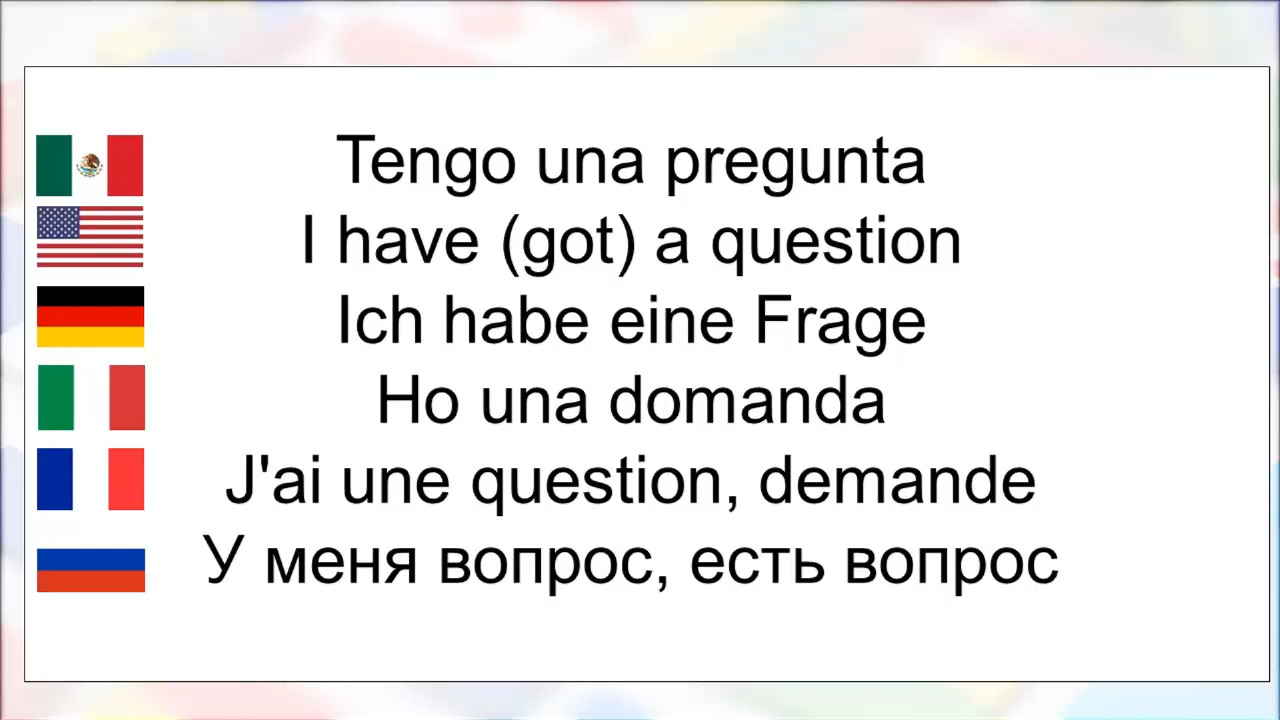 Tengo una pregunta
I have (got) a question
Ich habe eine Frage
Ho una domanda
J'ai une question, demande
У меня вопрос, есть вопрос